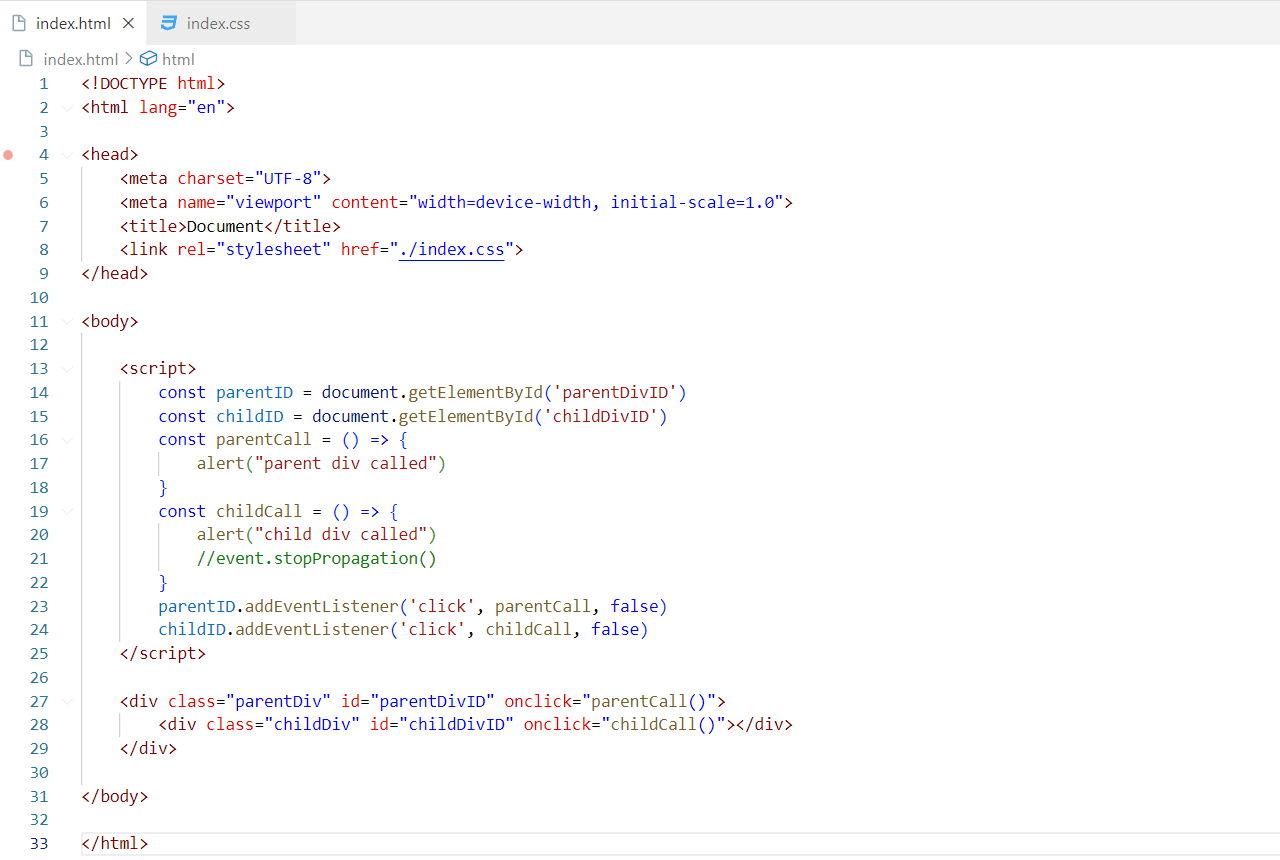 index.html index.css
index.html html
1 <!DOCTYPE html>
2 <html lang="en">
3
4 <head>
5     <meta charset="UTF-8">
6     <meta name="viewport" content="width=device-width, initial-scale=1.0">
7     <title>Document</title>
8     <link rel="stylesheet" href="./index.css">
9 </head>
10
11 <body>
12
13     <script>
14         const parentID = document.getElementById('parentDivID')
15         const childID = document.getElementById('childDivID')
16         const parentCall = () => {
17             alert("parent div called")
18         }
19         const childCall = () => {
20             alert("child div called")
21             //event.stopPropagation()
22         }
23         parentID.addEventListener('click', parentCall, false)
24         childID.addEventListener('click', childCall, false)
25     </script>
26
27     <div class="parentDiv" id="parentDivID" onclick="parentCall()">
28         <div class="childDiv" id="childDivID" onclick="childCall()"></div>
29     </div>
30
31 </body>
32
33 </html>